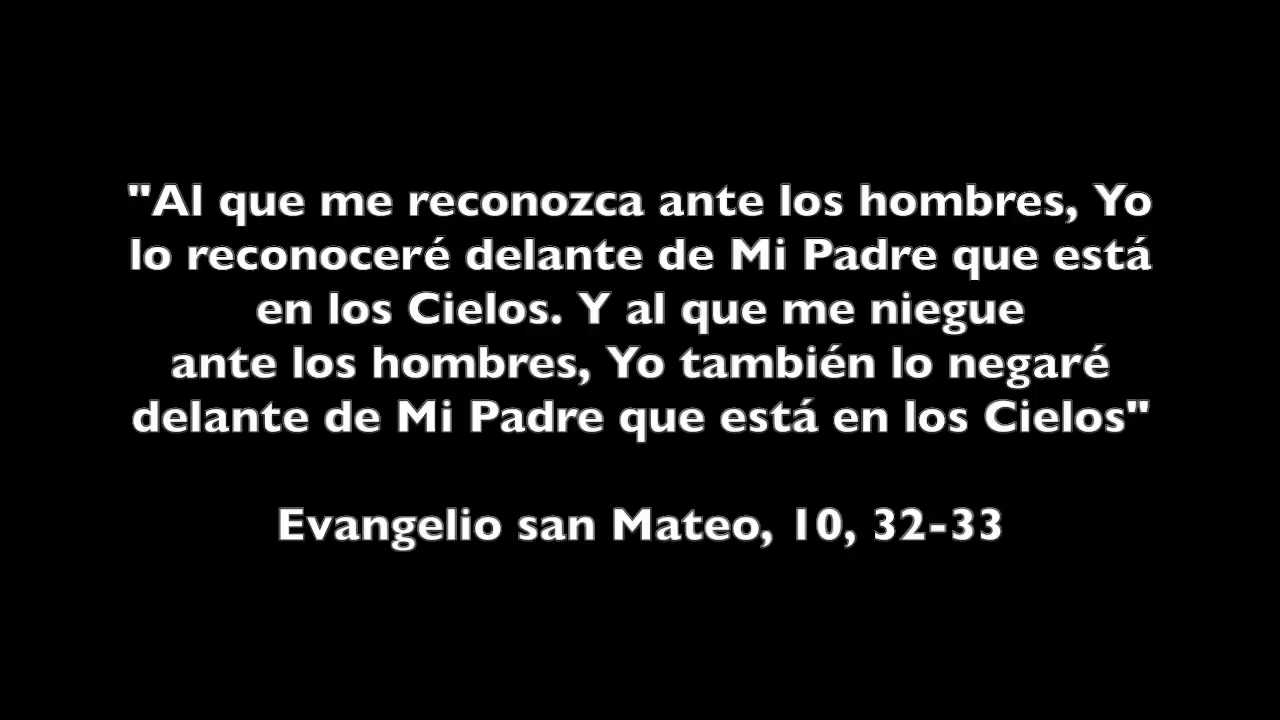 "Al que me reconozca ante los hombres, Yo
lo reconoceré delante de Mi Padre que está
en los Cielos. Y al que me niegue
ante los hombres, Yo también lo negaré
delante de Mi Padre que está en los Cielos"
Evangelio san Mateo, 10, 32-33